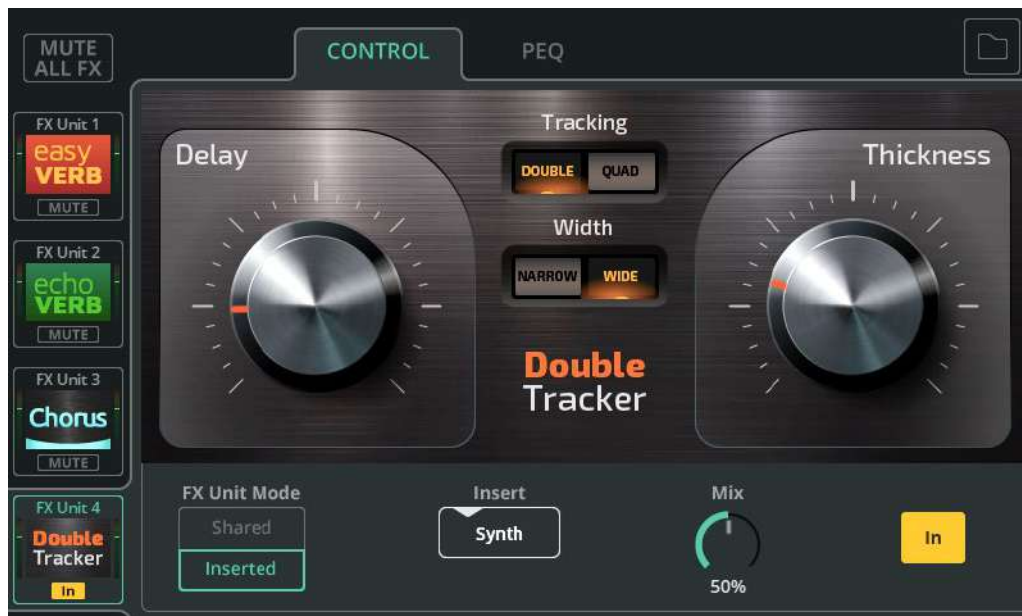 MUTE
ALL FX
CONTROL
PEQ
FX Unit 1
easy
VERB
MUTE
FX Unit 2
echo
VERB
MUTE
FX Unit 3
Chorus
MUTE
FX Unit 4
Double
Tracker
In
Delay
Tracking
DOUBLE QUAD
Width
NARROW WIDE
Double
Tracker
Thickness
FX Unit Mode
Shared
Inserted
Insert
Synth
Mix
50%
In